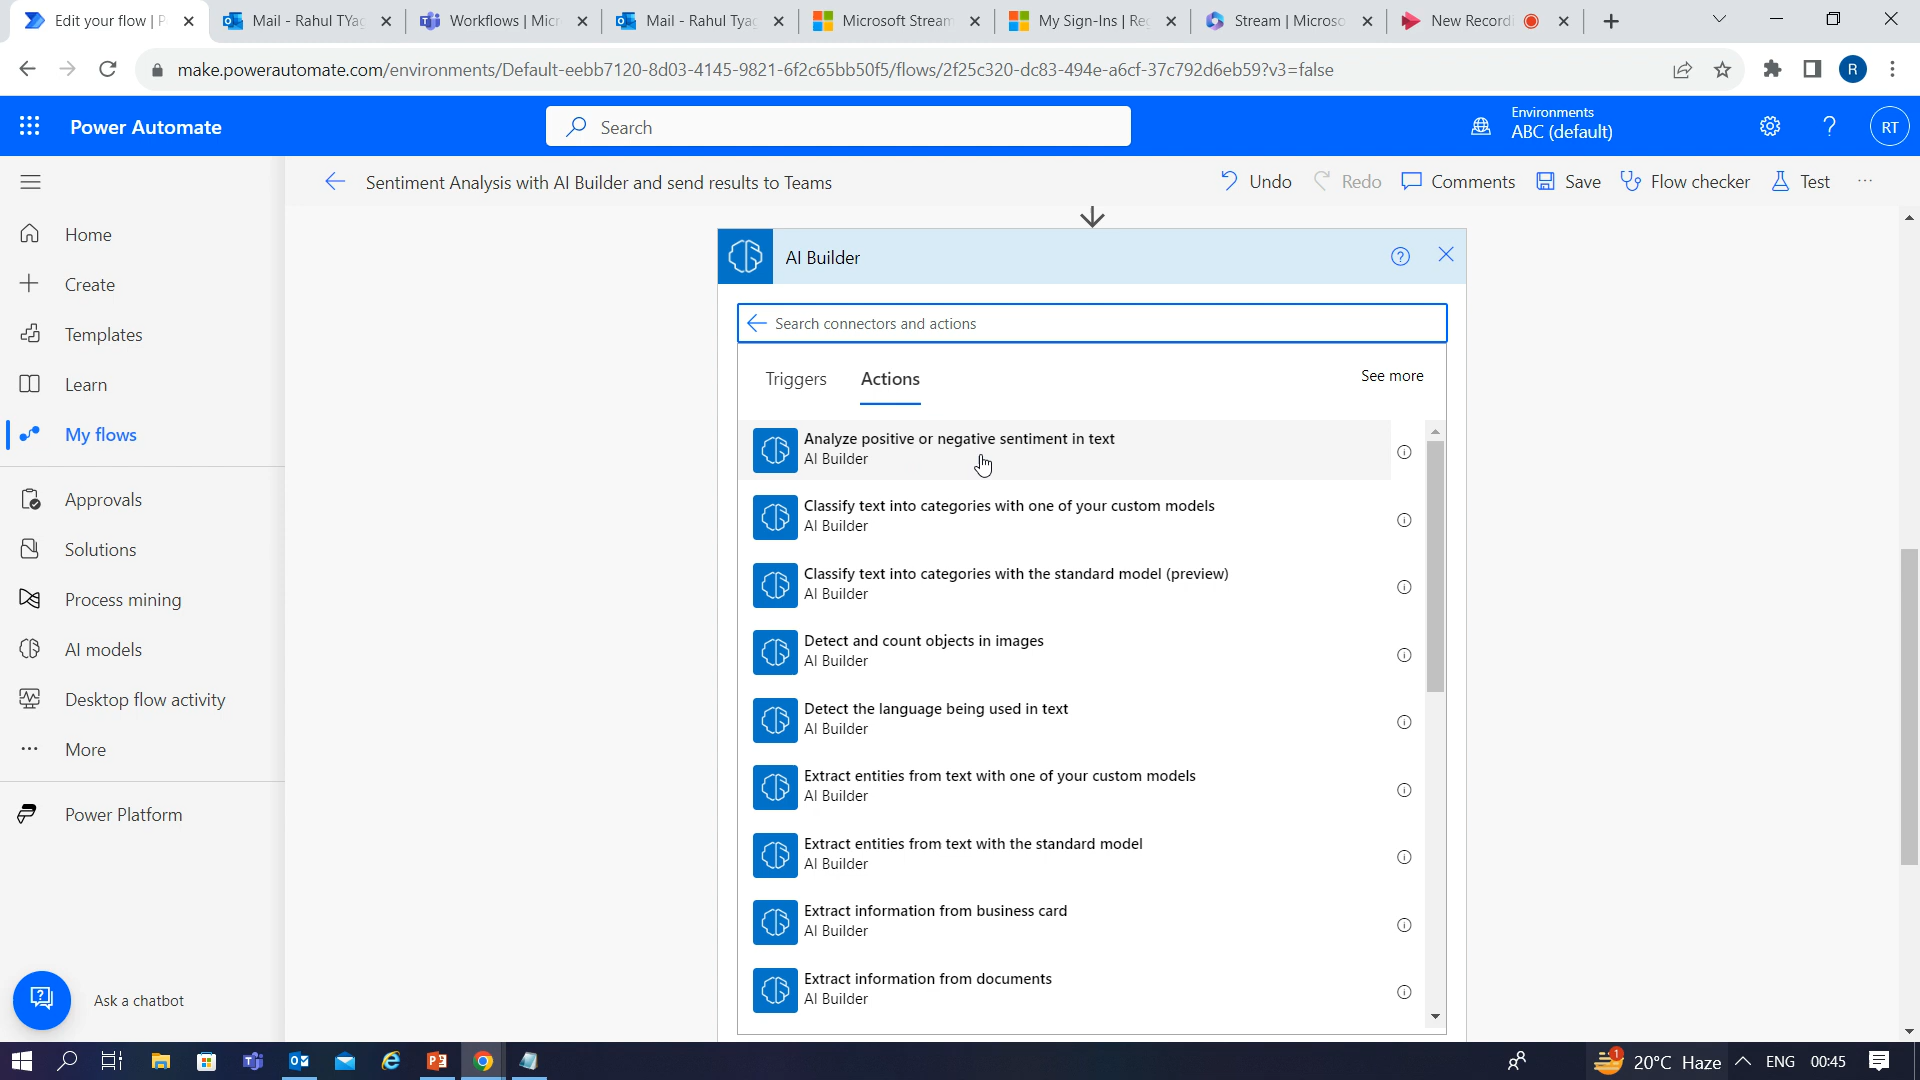 Edit your flow | P
Mail - Rahul TYag
Workflows | Micr
Mail - Rahul Tyag
Microsoft Stream
My Sign-Ins | Reg
Stream | Microso
New Recordi
make.powerautomate.com/environments/Default-eebb7120-8d03-4145-9821-6f2c65bb50f5/flows/2f25c320-dc83-494e-a6cf-37c792d6eb59?v3=false
R
Power Automate
Search
Environments
ABC (default)
RT
Sentiment Analysis with AI Builder and send results to Teams
Undo
Redo
Comments
Save
Flow checker
Test
Home
Create
Templates
Learn
My flows
Approvals
Solutions
Process mining
AI models
Desktop flow activity
More
Power Platform
Ask a chatbot
AI Builder
Search connectors and actions
Triggers
Actions
See more
Analyze positive or negative sentiment in text
AI Builder
Classify text into categories with one of your custom models
AI Builder
Classify text into categories with the standard model (preview)
AI Builder
Detect and count objects in images
AI Builder
Detect the language being used in text
AI Builder
Extract entities from text with one of your custom models
AI Builder
Extract entities from text with the standard model
AI Builder
Extract information from business card
AI Builder
Extract information from documents
AI Builder
1
20°C Haze
ENG
00:45